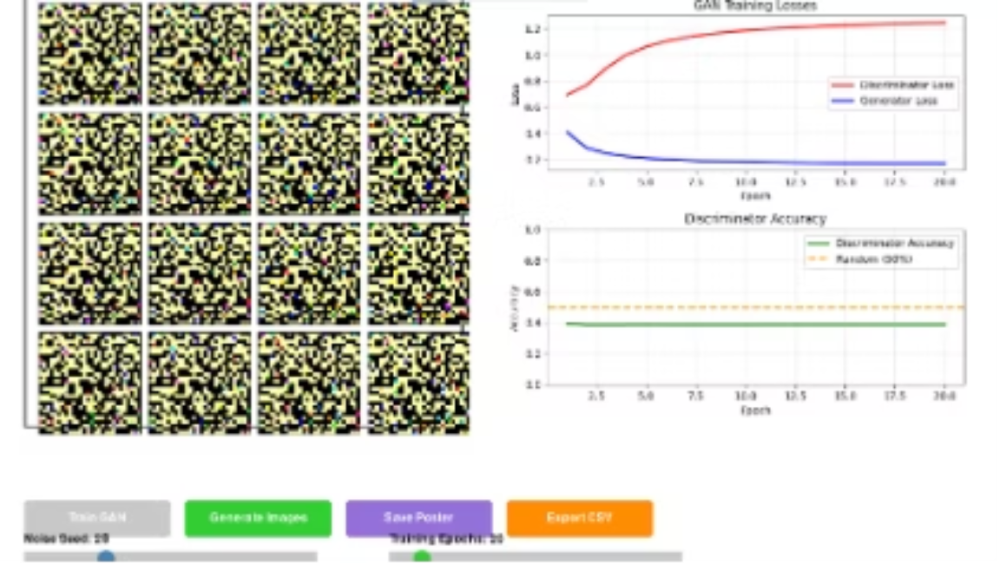 GAN Training Losses
1.2
1.0
0.8
0.6
0.4
0.2
Loss
Discriminator Loss
Generator Loss
2.5 5.0 7.5 10.0 12.5 15.0 17.5 20.0
Epoch
Discriminator Accuracy
1.0
0.8
0.6
0.4
0.2
0.0
Accuracy
Discriminator Accuracy
Random (50%)
2.5 5.0 7.5 10.0 12.5 15.0 17.5 20.0
Epoch
Train GAN
Generate Images
Save Poster
Export CSV
Noise Seed: 28
Training Epochs: 20